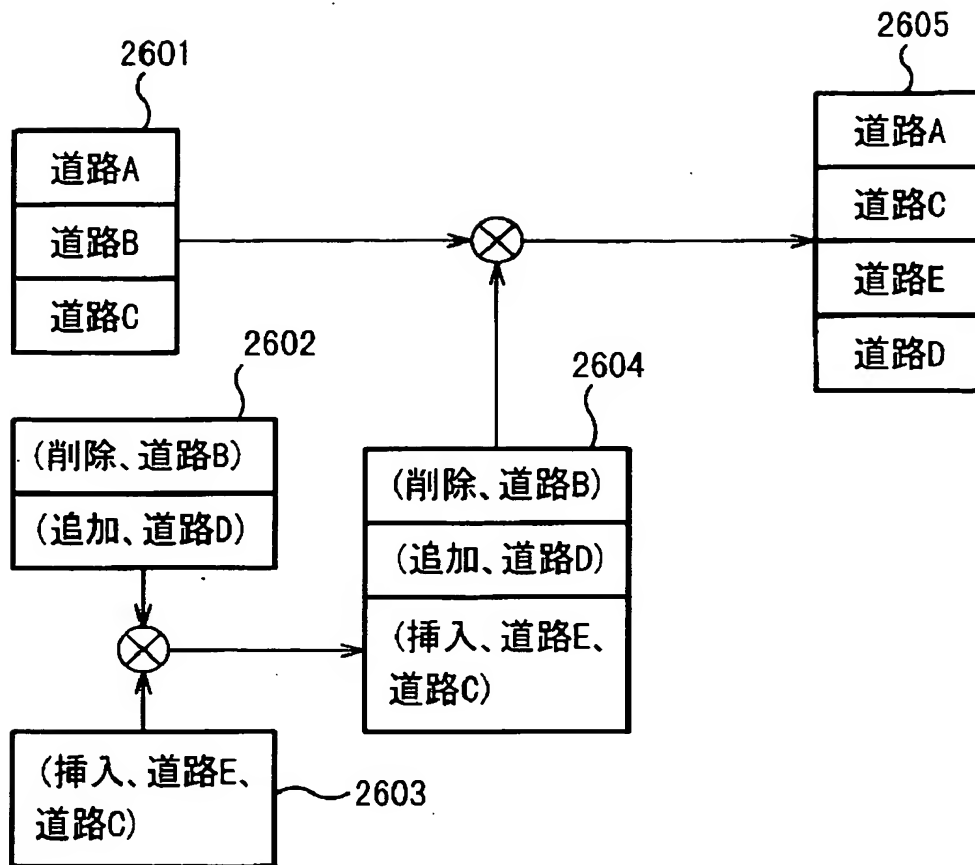 2601
道路A
道路B
道路C
2602
(削除、道路B)
(追加、道路D)
(挿入、道路E、
道路C)
2603
2604
(削除、道路B)
(追加、道路D)
(挿入、道路E、
道路C)
2605
道路A
道路C
道路E
道路D